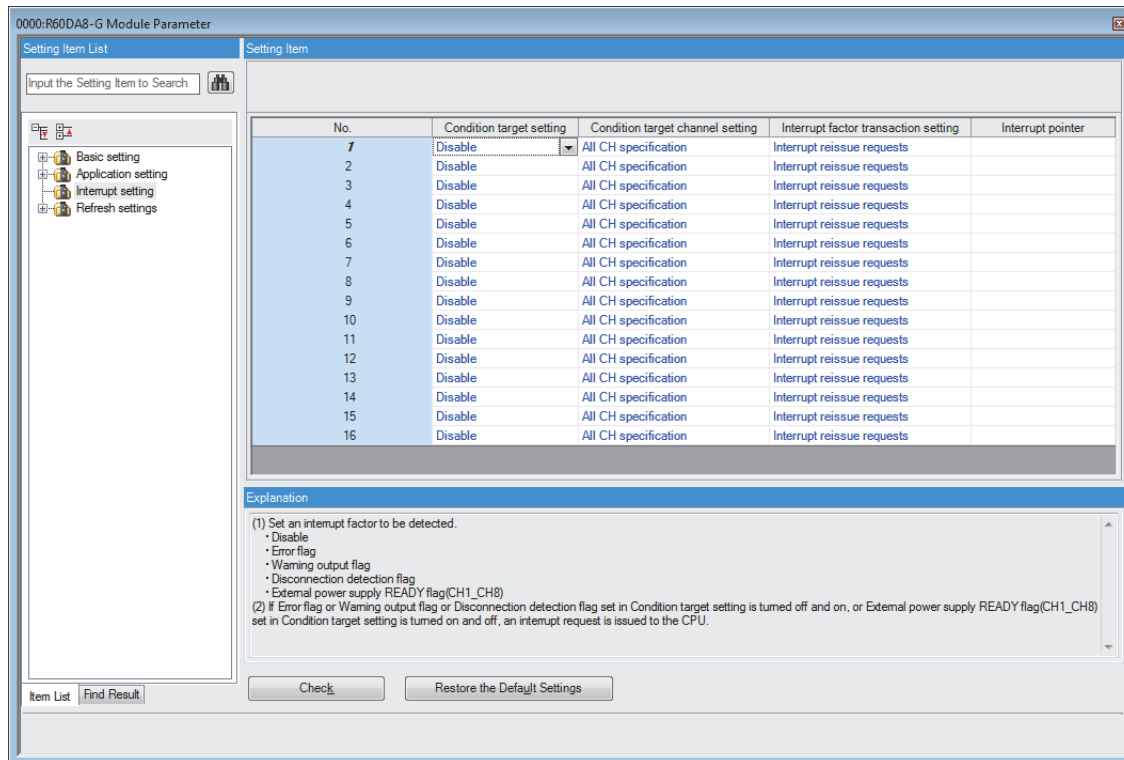 0000:R60DA8-G Module Parameter
Setting Item List
Setting Item
Input the Setting Item to Search
Basic setting
Application setting
Interrupt setting
Refresh settings
No. Condition target setting Condition target channel setting Interrupt factor transaction setting Interrupt pointer
1 Disable All CH specification Interrupt reissue requests
2 Disable All CH specification Interrupt reissue requests
3 Disable All CH specification Interrupt reissue requests
4 Disable All CH specification Interrupt reissue requests
5 Disable All CH specification Interrupt reissue requests
6 Disable All CH specification Interrupt reissue requests
7 Disable All CH specification Interrupt reissue requests
8 Disable All CH specification Interrupt reissue requests
9 Disable All CH specification Interrupt reissue requests
10 Disable All CH specification Interrupt reissue requests
11 Disable All CH specification Interrupt reissue requests
12 Disable All CH specification Interrupt reissue requests
13 Disable All CH specification Interrupt reissue requests
14 Disable All CH specification Interrupt reissue requests
15 Disable All CH specification Interrupt reissue requests
16 Disable All CH specification Interrupt reissue requests
Explanation
(1) Set an interrupt factor to be detected.
・Disable
・Error flag
・Warning output flag
・Disconnection detection flag
・External power supply READY flag(CH1_CH8)
(2) If Error flag or Warning output flag or Disconnection detection flag set in Condition target setting is turned off and on, or External power supply READY flag(CH1_CH8)
set in Condition target setting is turned on and off, an interrupt request is issued to the CPU.
Item List Find Result
Check Restore the Default Settings